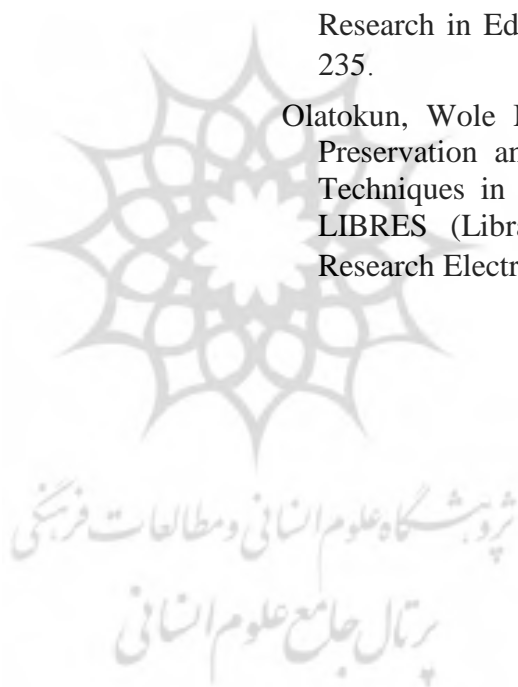 Research in Ed
235.
Olatokun, Wole
Preservation an
Techniques in
LIBRES (Libra
Research Electr
پژوهشگاه علوم انسانی و مطالعات فرهنگی
پرتال جامع علوم انسانی